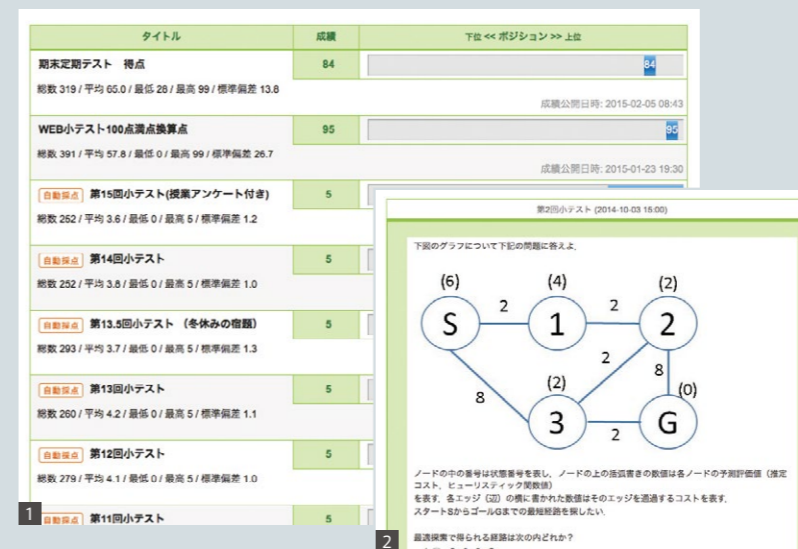 タイトル 成績 下位 << ポジション >> 上位
期末定期テスト 得点 84 84
総数 319 / 平均 65.0 / 最低 28 / 最高 99 / 標準偏差 13.8
成績公開日時: 2015-02-05 08:43
WEB小テスト100点満点換算点 95 95
総数 391 / 平均 57.8 / 最低 0 / 最高 99 / 標準偏差 26.7
成績公開日時: 2015-01-23 19:30
自動採点 第15回小テスト(授業アンケート付き) 5
総数 252 / 平均 3.6 / 最低 0 / 最高 5 / 標準偏差 1.2
自動採点 第14回小テスト 5
総数 252 / 平均 3.8 / 最低 0 / 最高 5 / 標準偏差 1.0
自動採点 第13.5回小テスト (冬休みの宿題) 5
総数 293 / 平均 3.7 / 最低 0 / 最高 5 / 標準偏差 1.3
自動採点 第13回小テスト 5
総数 260 / 平均 4.2 / 最低 0 / 最高 5 / 標準偏差 1.1
自動採点 第12回小テスト 5
総数 279 / 平均 4.1 / 最低 0 / 最高 5 / 標準偏差 1.0
自動採点 第11回小テスト 5
1
第2回小テスト (2014-10-03 15:00)
下図のグラフについて下記の問題に答えよ.
(6) (4) (2)
S 2 1 2 2
8 2 8
(2) (0)
3 2 G
ノードの中の番号は状態番号を表し, ノードの上の括弧書きの数値は各ノードの予測評価値 (推定
コスト, ヒューリスティック関数値)
を表す. 各エッジ (辺) の横に書かれた数値はそのエッジを通過するコストを表す.
スタートSからゴールGまでの最短経路を探したい.
最適探索で得られる経路は次の内どれか?
2